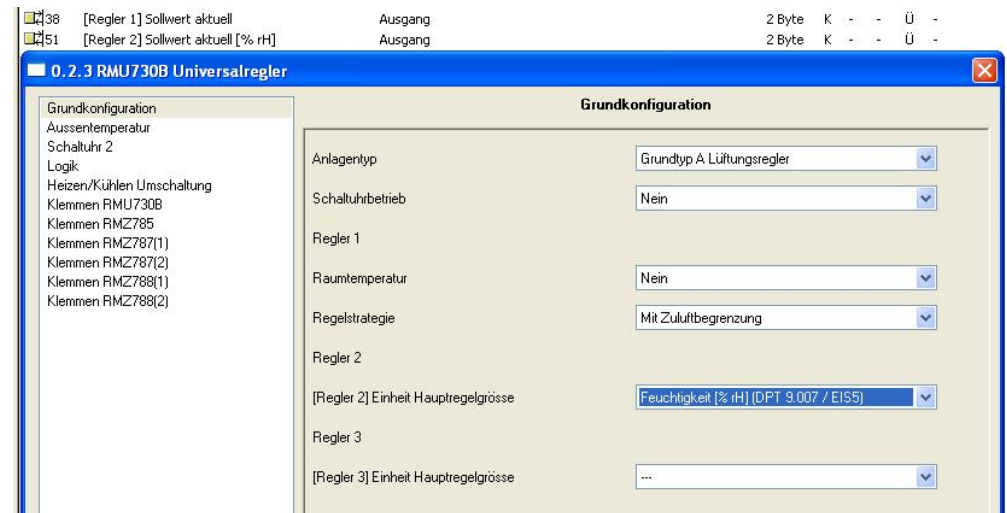 38 [Regler 1] Sollwert aktuell Ausgang 2 Byte K - - Ü -
51 [Regler 2] Sollwert aktuell [% rH] Ausgang 2 Byte K - - Ü -
0.2.3 RMU730B Universalregler
Grundkonfiguration
Aussentemperatur
Schaltuhr 2
Logik
Heizen/Kühlen Umschaltung
Klemmen RMU730B
Klemmen RMZ785
Klemmen RMZ787(1)
Klemmen RMZ787(2)
Klemmen RMZ788(1)
Klemmen RMZ788(2)
Grundkonfiguration
Anlagentyp Grundtyp A Lüftungsregler
Schaltuhrbetrieb Nein
Regler 1
Raumtemperatur Nein
Regelstrategie Mit Zuluftbegrenzung
Regler 2
[Regler 2] Einheit Hauptregelgrösse Feuchtigkeit [% rH] (DPT 9.007 / EIS5)
Regler 3
[Regler 3] Einheit Hauptregelgrösse ---